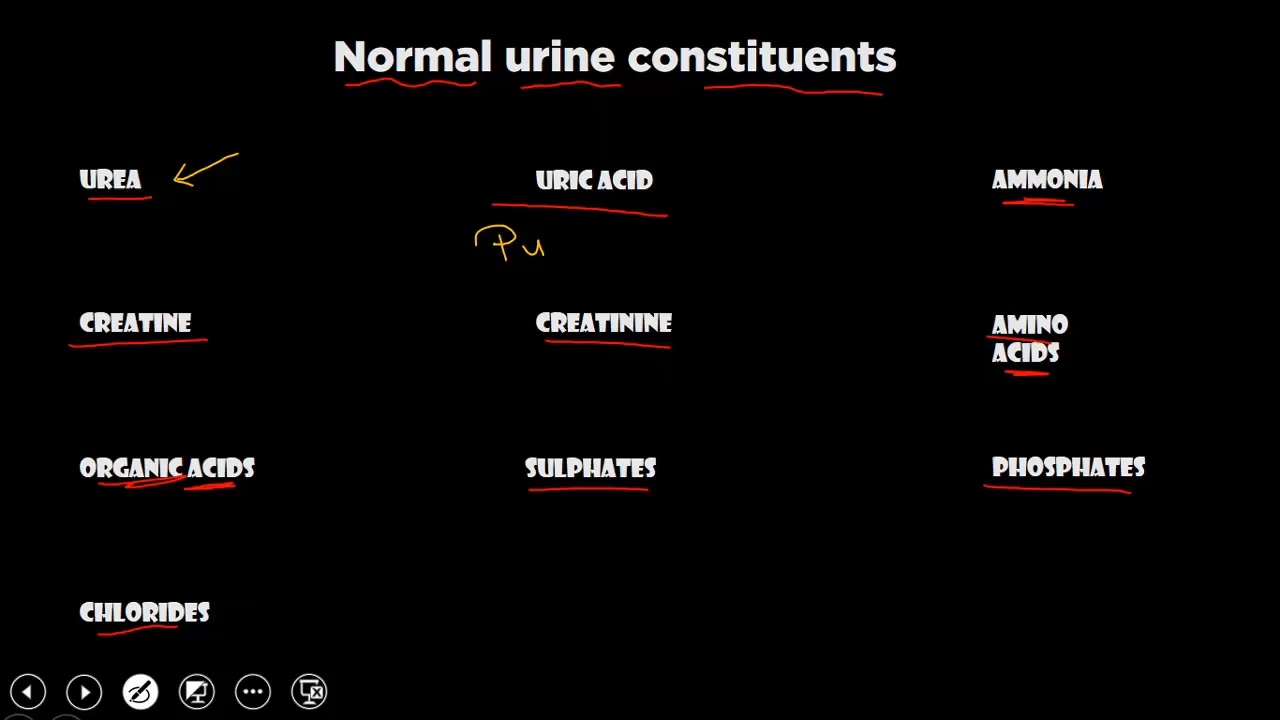 Normal urine constituents
UREA
URIC ACID
AMMONIA
Pu
CREATINE
CREATININE
AMINO
ACIDS
ORGANIC ACIDS
SULPHATES
PHOSPHATES
CHLORIDES